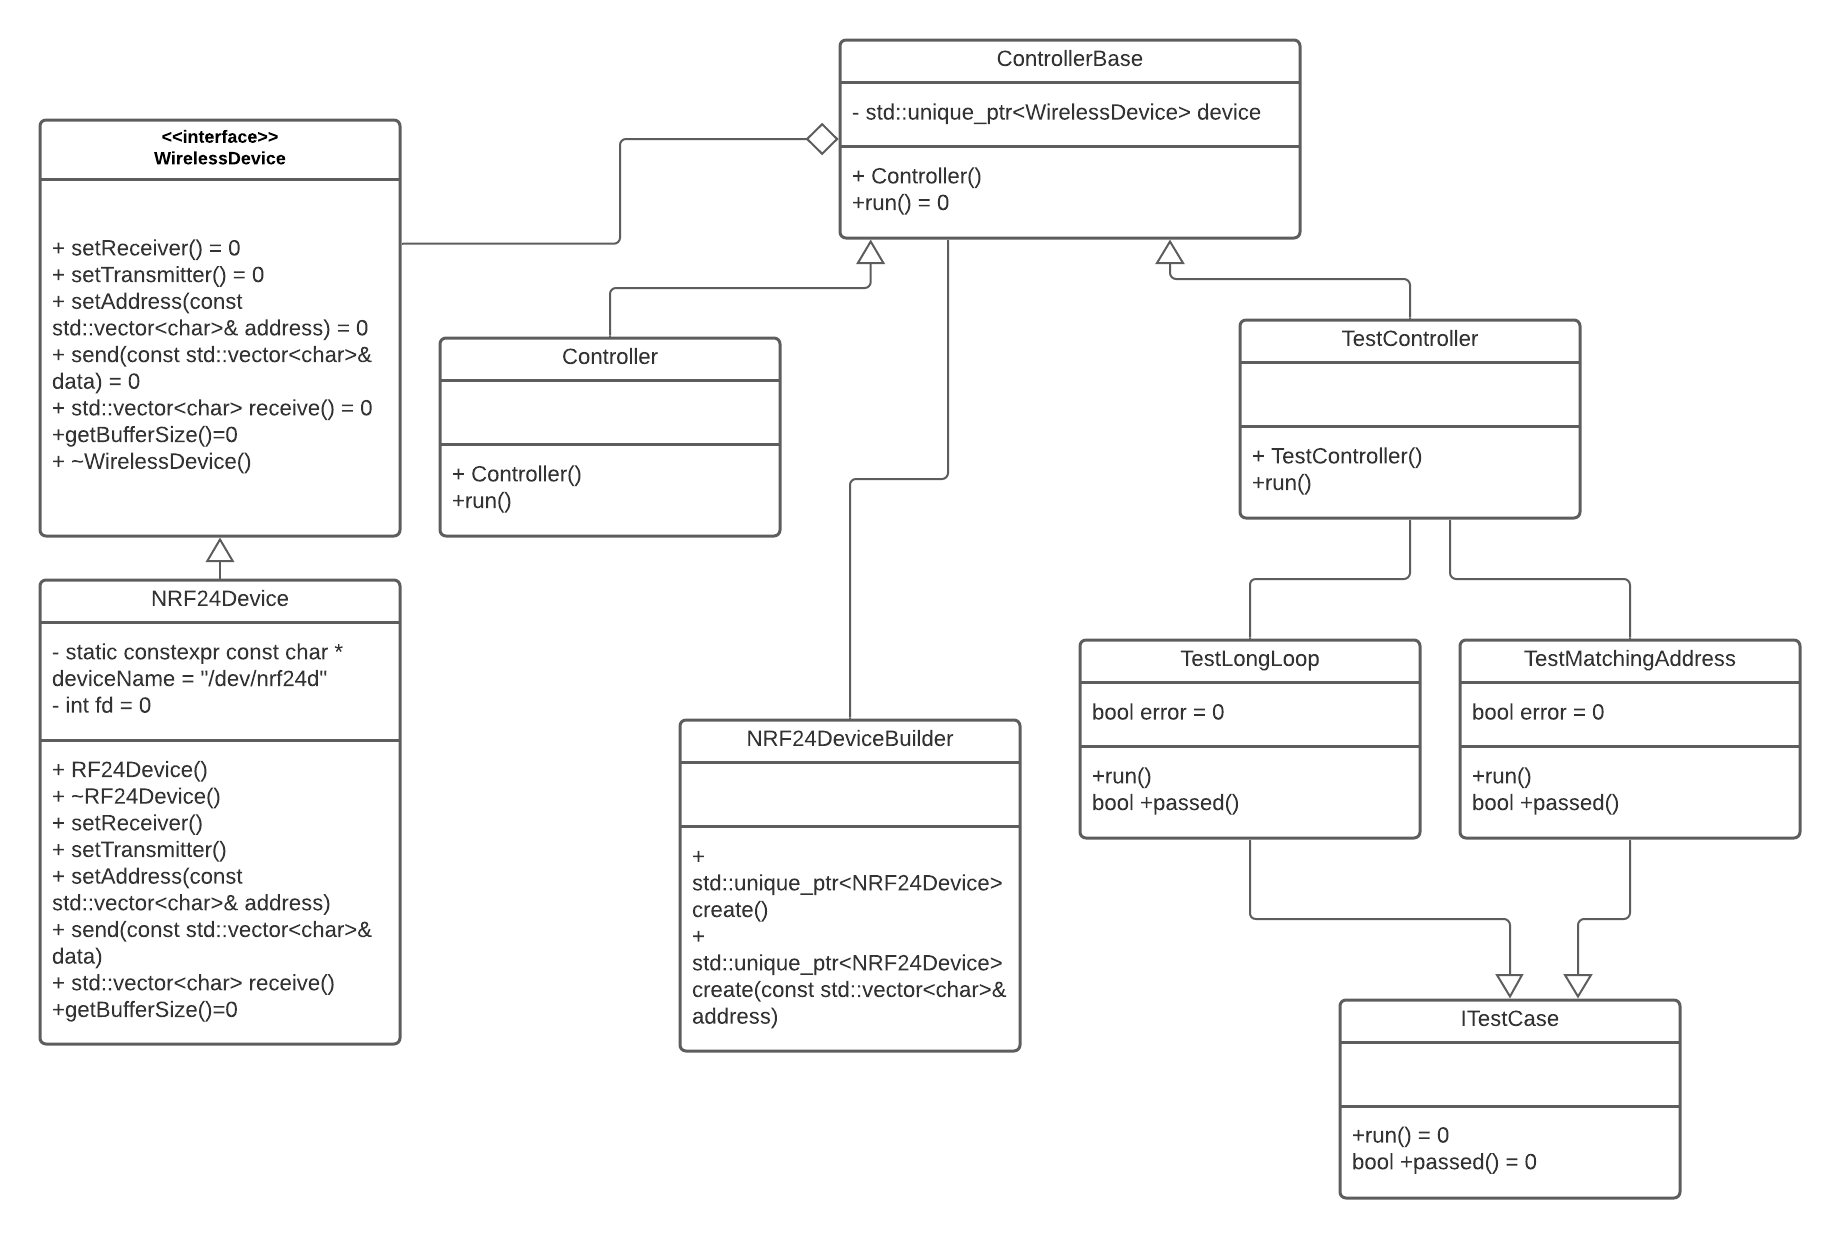 ControllerBase
- std::unique_ptr<WirelessDevice> device
+ Controller()
+run() = 0
<<interface>>
WirelessDevice
+ setReceiver() = 0
+ setTransmitter() = 0
+ setAddress(const
std::vector<char>& address) = 0
+ send(const std::vector<char>&
data) = 0
+ std::vector<char> receive() = 0
+getBufferSize()=0
+ ~WirelessDevice()
Controller
+ Controller()
+run()
TestController
+ TestController()
+run()
NRF24Device
- static constexpr const char *
deviceName = "/dev/nrf24d"
- int fd = 0
+ RF24Device()
+ ~RF24Device()
+ setReceiver()
+ setTransmitter()
+ setAddress(const
std::vector<char>& address)
+ send(const std::vector<char>&
data)
+ std::vector<char> receive()
+getBufferSize()=0
NRF24DeviceBuilder
+
std::unique_ptr<NRF24Device>
create()
+
std::unique_ptr<NRF24Device>
create(const std::vector<char>&
address)
TestLongLoop
bool error = 0
+run()
bool +passed()
TestMatchingAddress
bool error = 0
+run()
bool +passed()
ITestCase
+run() = 0
bool +passed() = 0